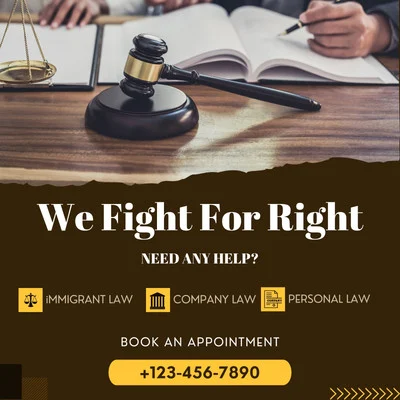 We Fight For Right
NEED ANY HELP?
iMMIGRANT LAW
COMPANY LAW
PERSONAL LAW
BOOK AN APPOINTMENT
+123-456-7890